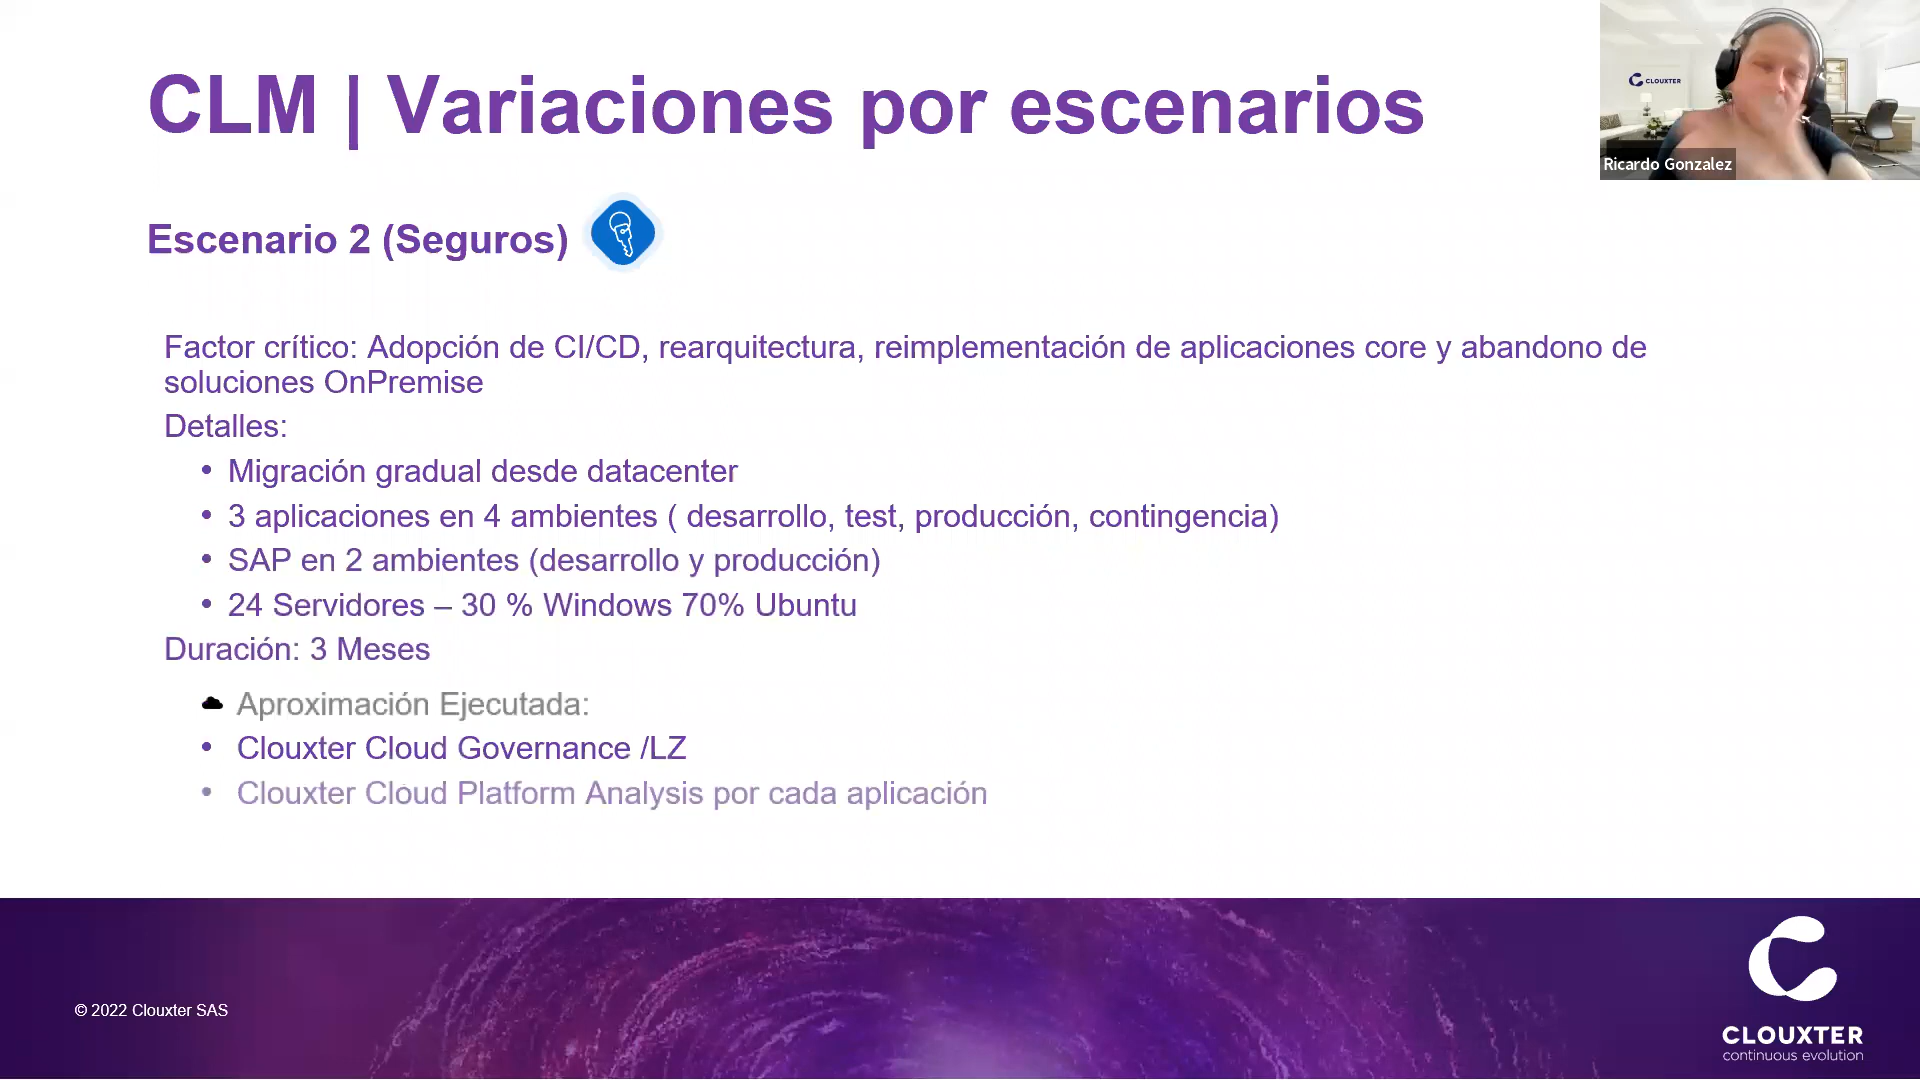 CLM | Variaciones por escenarios
CLOUXTER
Ricardo Gonzalez
Escenario 2 (Seguros)
Factor crítico: Adopción de CI/CD, rearquitectura, reimplementación de aplicaciones core y abandono de
soluciones OnPremise
Detalles:
• Migración gradual desde datacenter
• 3 aplicaciones en 4 ambientes ( desarrollo, test, producción, contingencia)
• SAP en 2 ambientes (desarrollo y producción)
• 24 Servidores – 30 % Windows 70% Ubuntu
Duración: 3 Meses
Aproximación Ejecutada:
• Clouxter Cloud Governance /LZ
• Clouxter Cloud Platform Analysis por cada aplicación
© 2022 Clouxter SAS
CLOUXTER
continuous evolution